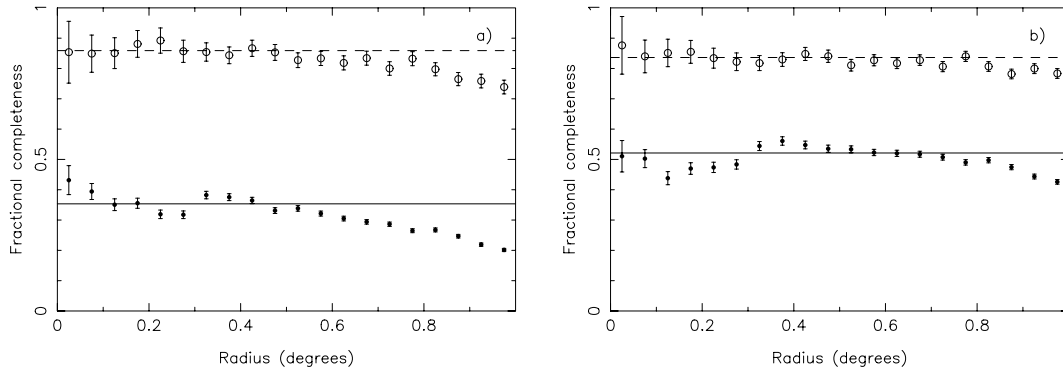 a)
Fractional completeness
1
0.5
0
0 0.2 0.4 0.6 0.8
Radius (degrees)
b)
Fractional completeness
1
0.5
0
0 0.2 0.4 0.6 0.8
Radius (degrees)